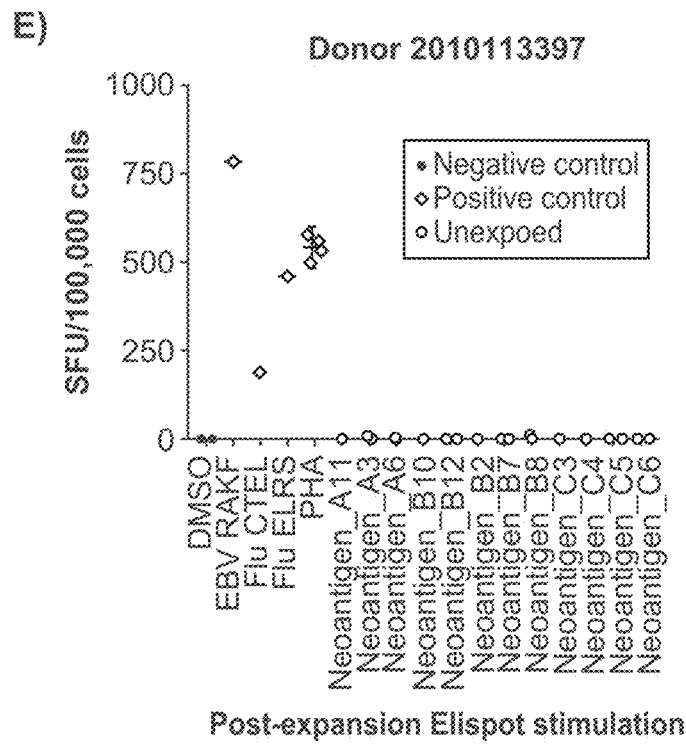 E)
Donor 2010113397
SFU/100,000 cells
1000
750
500
250
0
Negative control
Positive control
Unexpoed
DMSO
EBV RAKF
Flu CTEL
Flu ELRS
PHA
Neoantigen_A11
Neoantigen_A3
Neoantigen_A6
Neoantigen_B10
Neoantigen_B12
Neoantigen_B2
Neoantigen_B7
Neoantigen_B8
Neoantigen_C3
Neoantigen_C4
Neoantigen_C5
Neoantigen_C6
Post-expansion Elispot stimulation